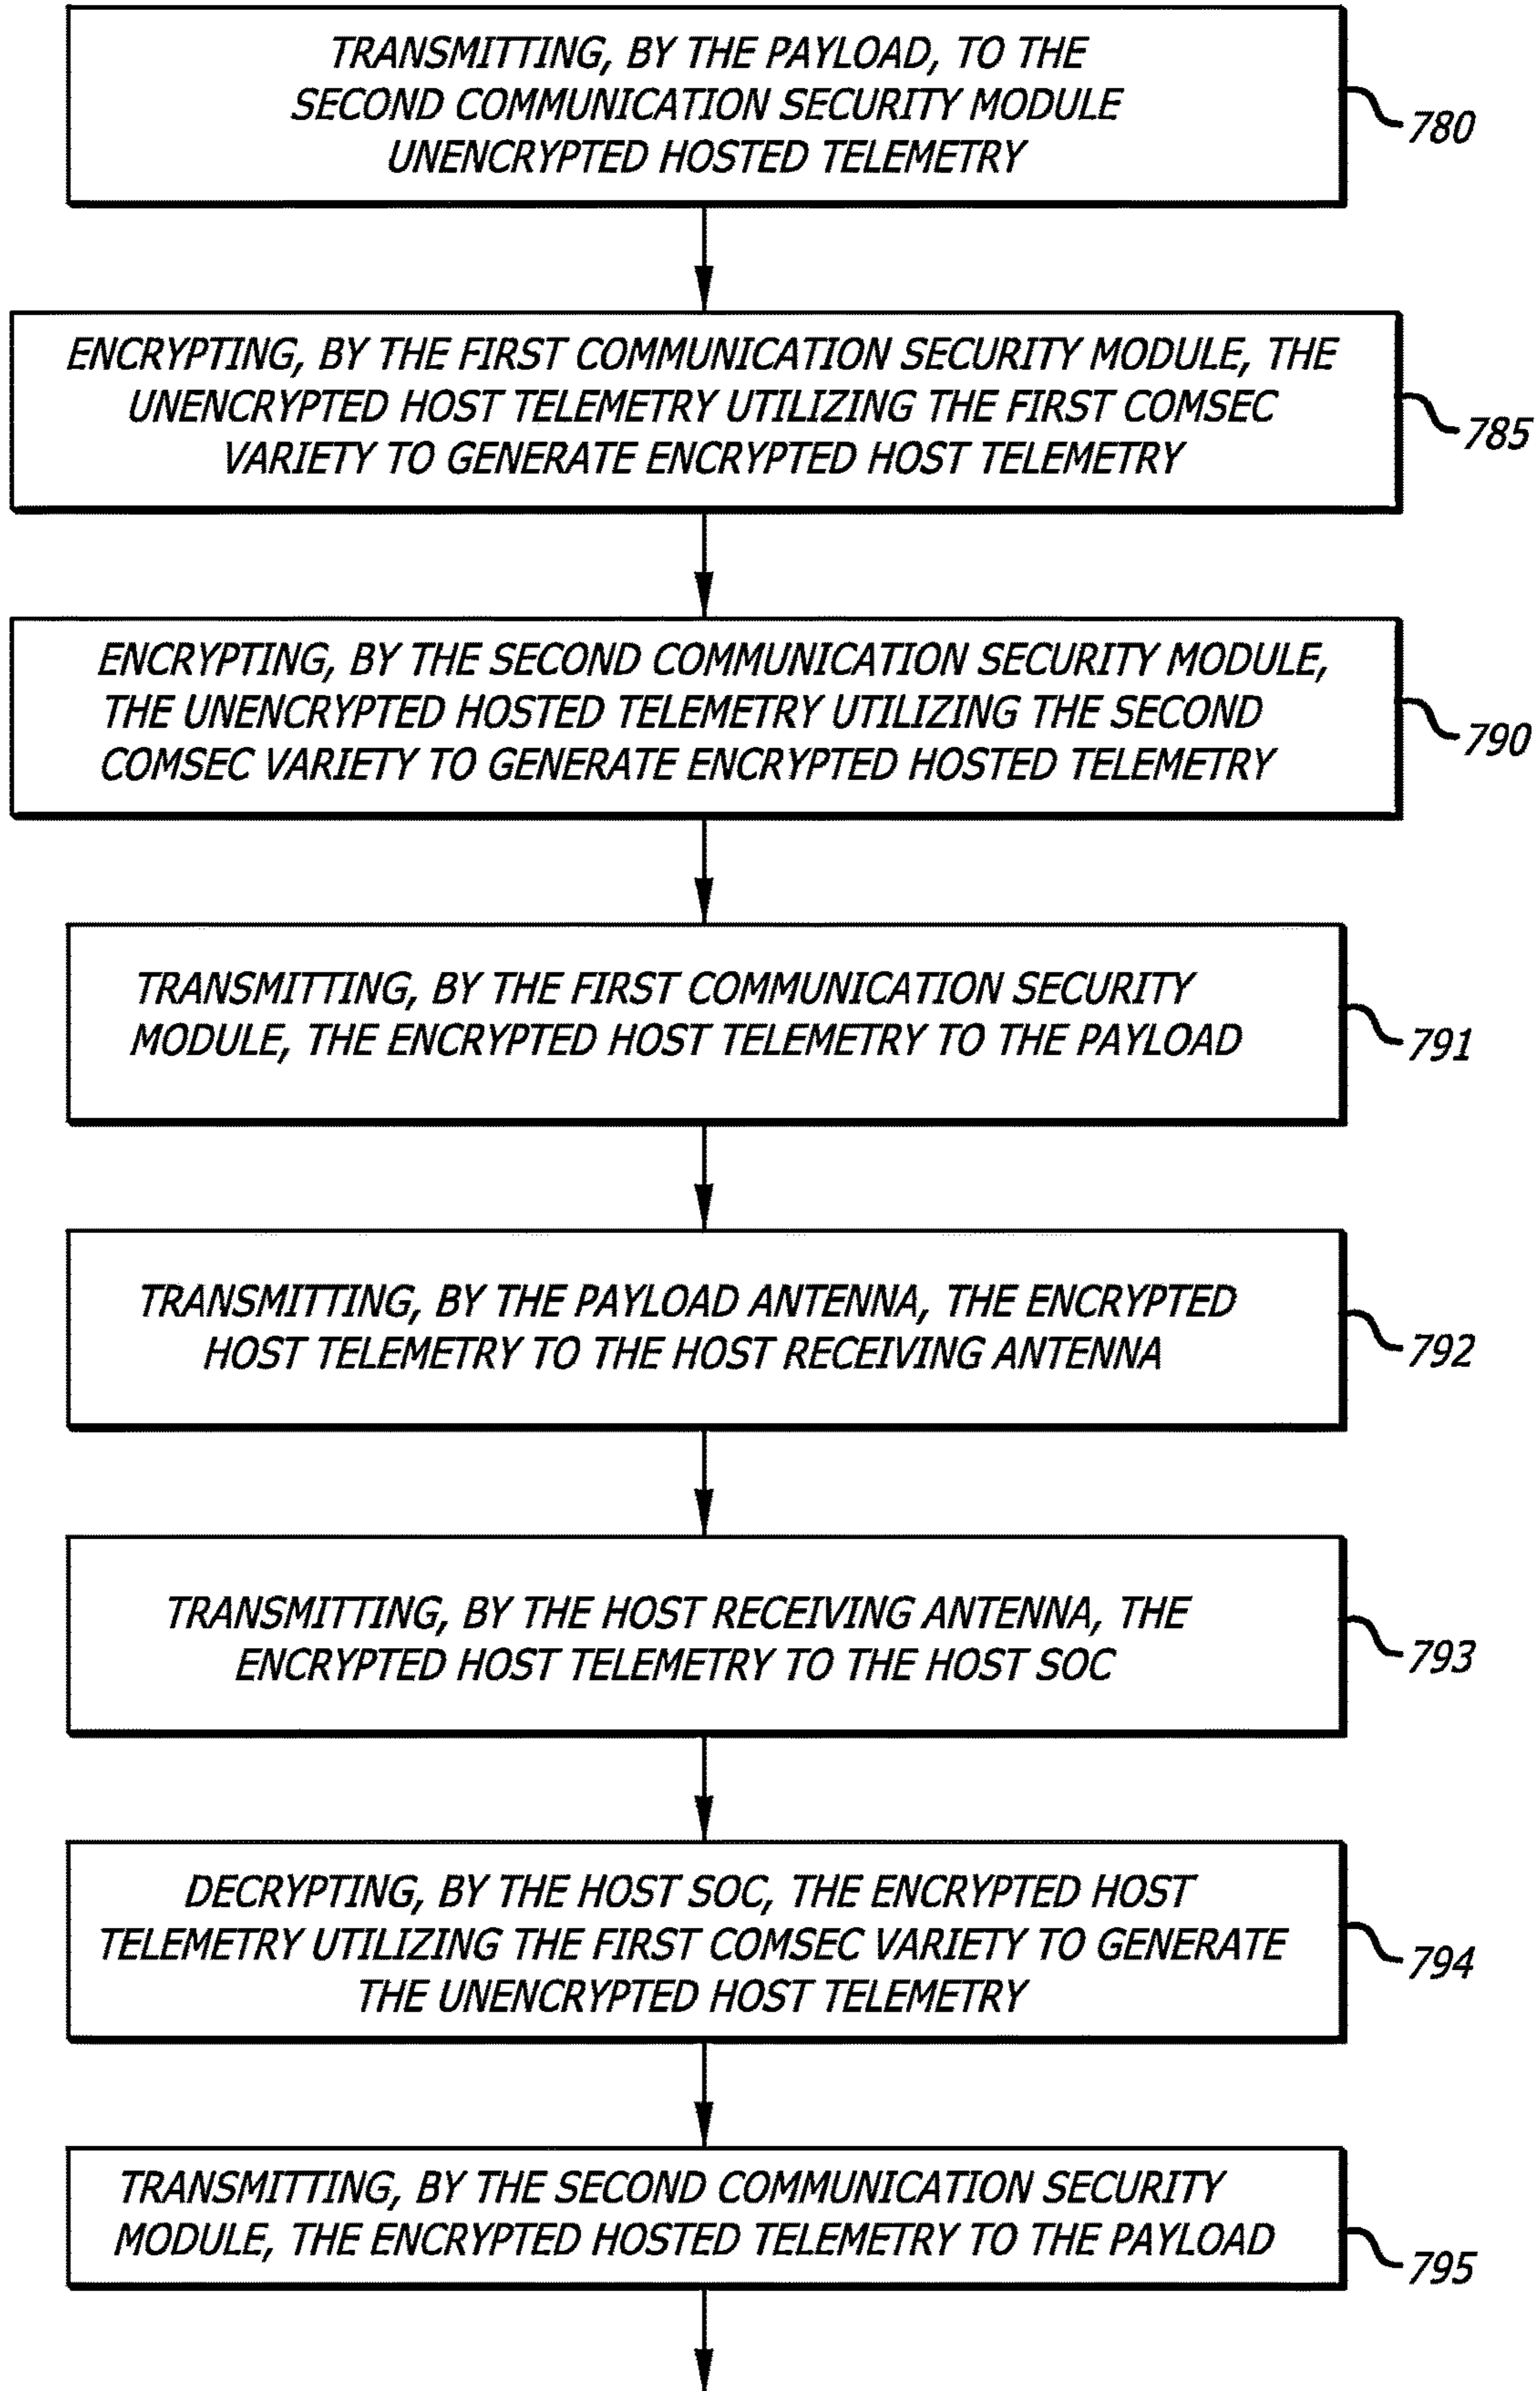 TRANSMITTING, BY THE PAYLOAD, TO THE
SECOND COMMUNICATION SECURITY MODULE
UNENCRYPTED HOSTED TELEMETRY
780
ENCRYPTING, BY THE FIRST COMMUNICATION SECURITY MODULE, THE
UNENCRYPTED HOST TELEMETRY UTILIZING THE FIRST COMSEC
VARIETY TO GENERATE ENCRYPTED HOST TELEMETRY
785
ENCRYPTING, BY THE SECOND COMMUNICATION SECURITY MODULE,
THE UNENCRYPTED HOSTED TELEMETRY UTILIZING THE SECOND
COMSEC VARIETY TO GENERATE ENCRYPTED HOSTED TELEMETRY
790
TRANSMITTING, BY THE FIRST COMMUNICATION SECURITY
MODULE, THE ENCRYPTED HOST TELEMETRY TO THE PAYLOAD
791
TRANSMITTING, BY THE PAYLOAD ANTENNA, THE ENCRYPTED
HOST TELEMETRY TO THE HOST RECEIVING ANTENNA
792
TRANSMITTING, BY THE HOST RECEIVING ANTENNA, THE
ENCRYPTED HOST TELEMETRY TO THE HOST SOC
793
DECRYPTING, BY THE HOST SOC, THE ENCRYPTED HOST
TELEMETRY UTILIZING THE FIRST COMSEC VARIETY TO GENERATE
THE UNENCRYPTED HOST TELEMETRY
794
TRANSMITTING, BY THE SECOND COMMUNICATION SECURITY
MODULE, THE ENCRYPTED HOSTED TELEMETRY TO THE PAYLOAD
795